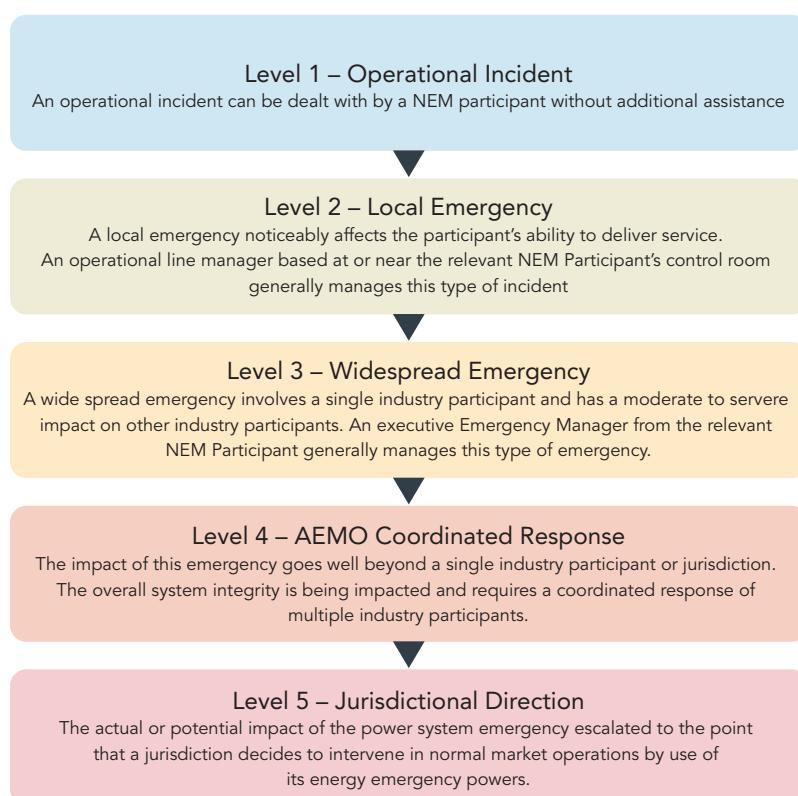 Level 1 – Operational Incident
An operational incident can be dealt with by a NEM participant without additional assistance
Level 2 – Local Emergency
A local emergency noticeably affects the participant’s ability to deliver service.
An operational line manager based at or near the relevant NEM Participant’s control room
generally manages this type of incident
Level 3 – Widespread Emergency
A wide spread emergency involves a single industry participant and has a moderate to servere
impact on other industry participants. An executive Emergency Manager from the relevant
NEM Participant generally manages this type of emergency.
Level 4 – AEMO Coordinated Response
The impact of this emergency goes well beyond a single industry participant or jurisdiction.
The overall system integrity is being impacted and requires a coordinated response of
multiple industry participants.
Level 5 – Jurisdictional Direction
The actual or potential impact of the power system emergency escalated to the point
that a jurisdiction decides to intervene in normal market operations by use of
its energy emergency powers.